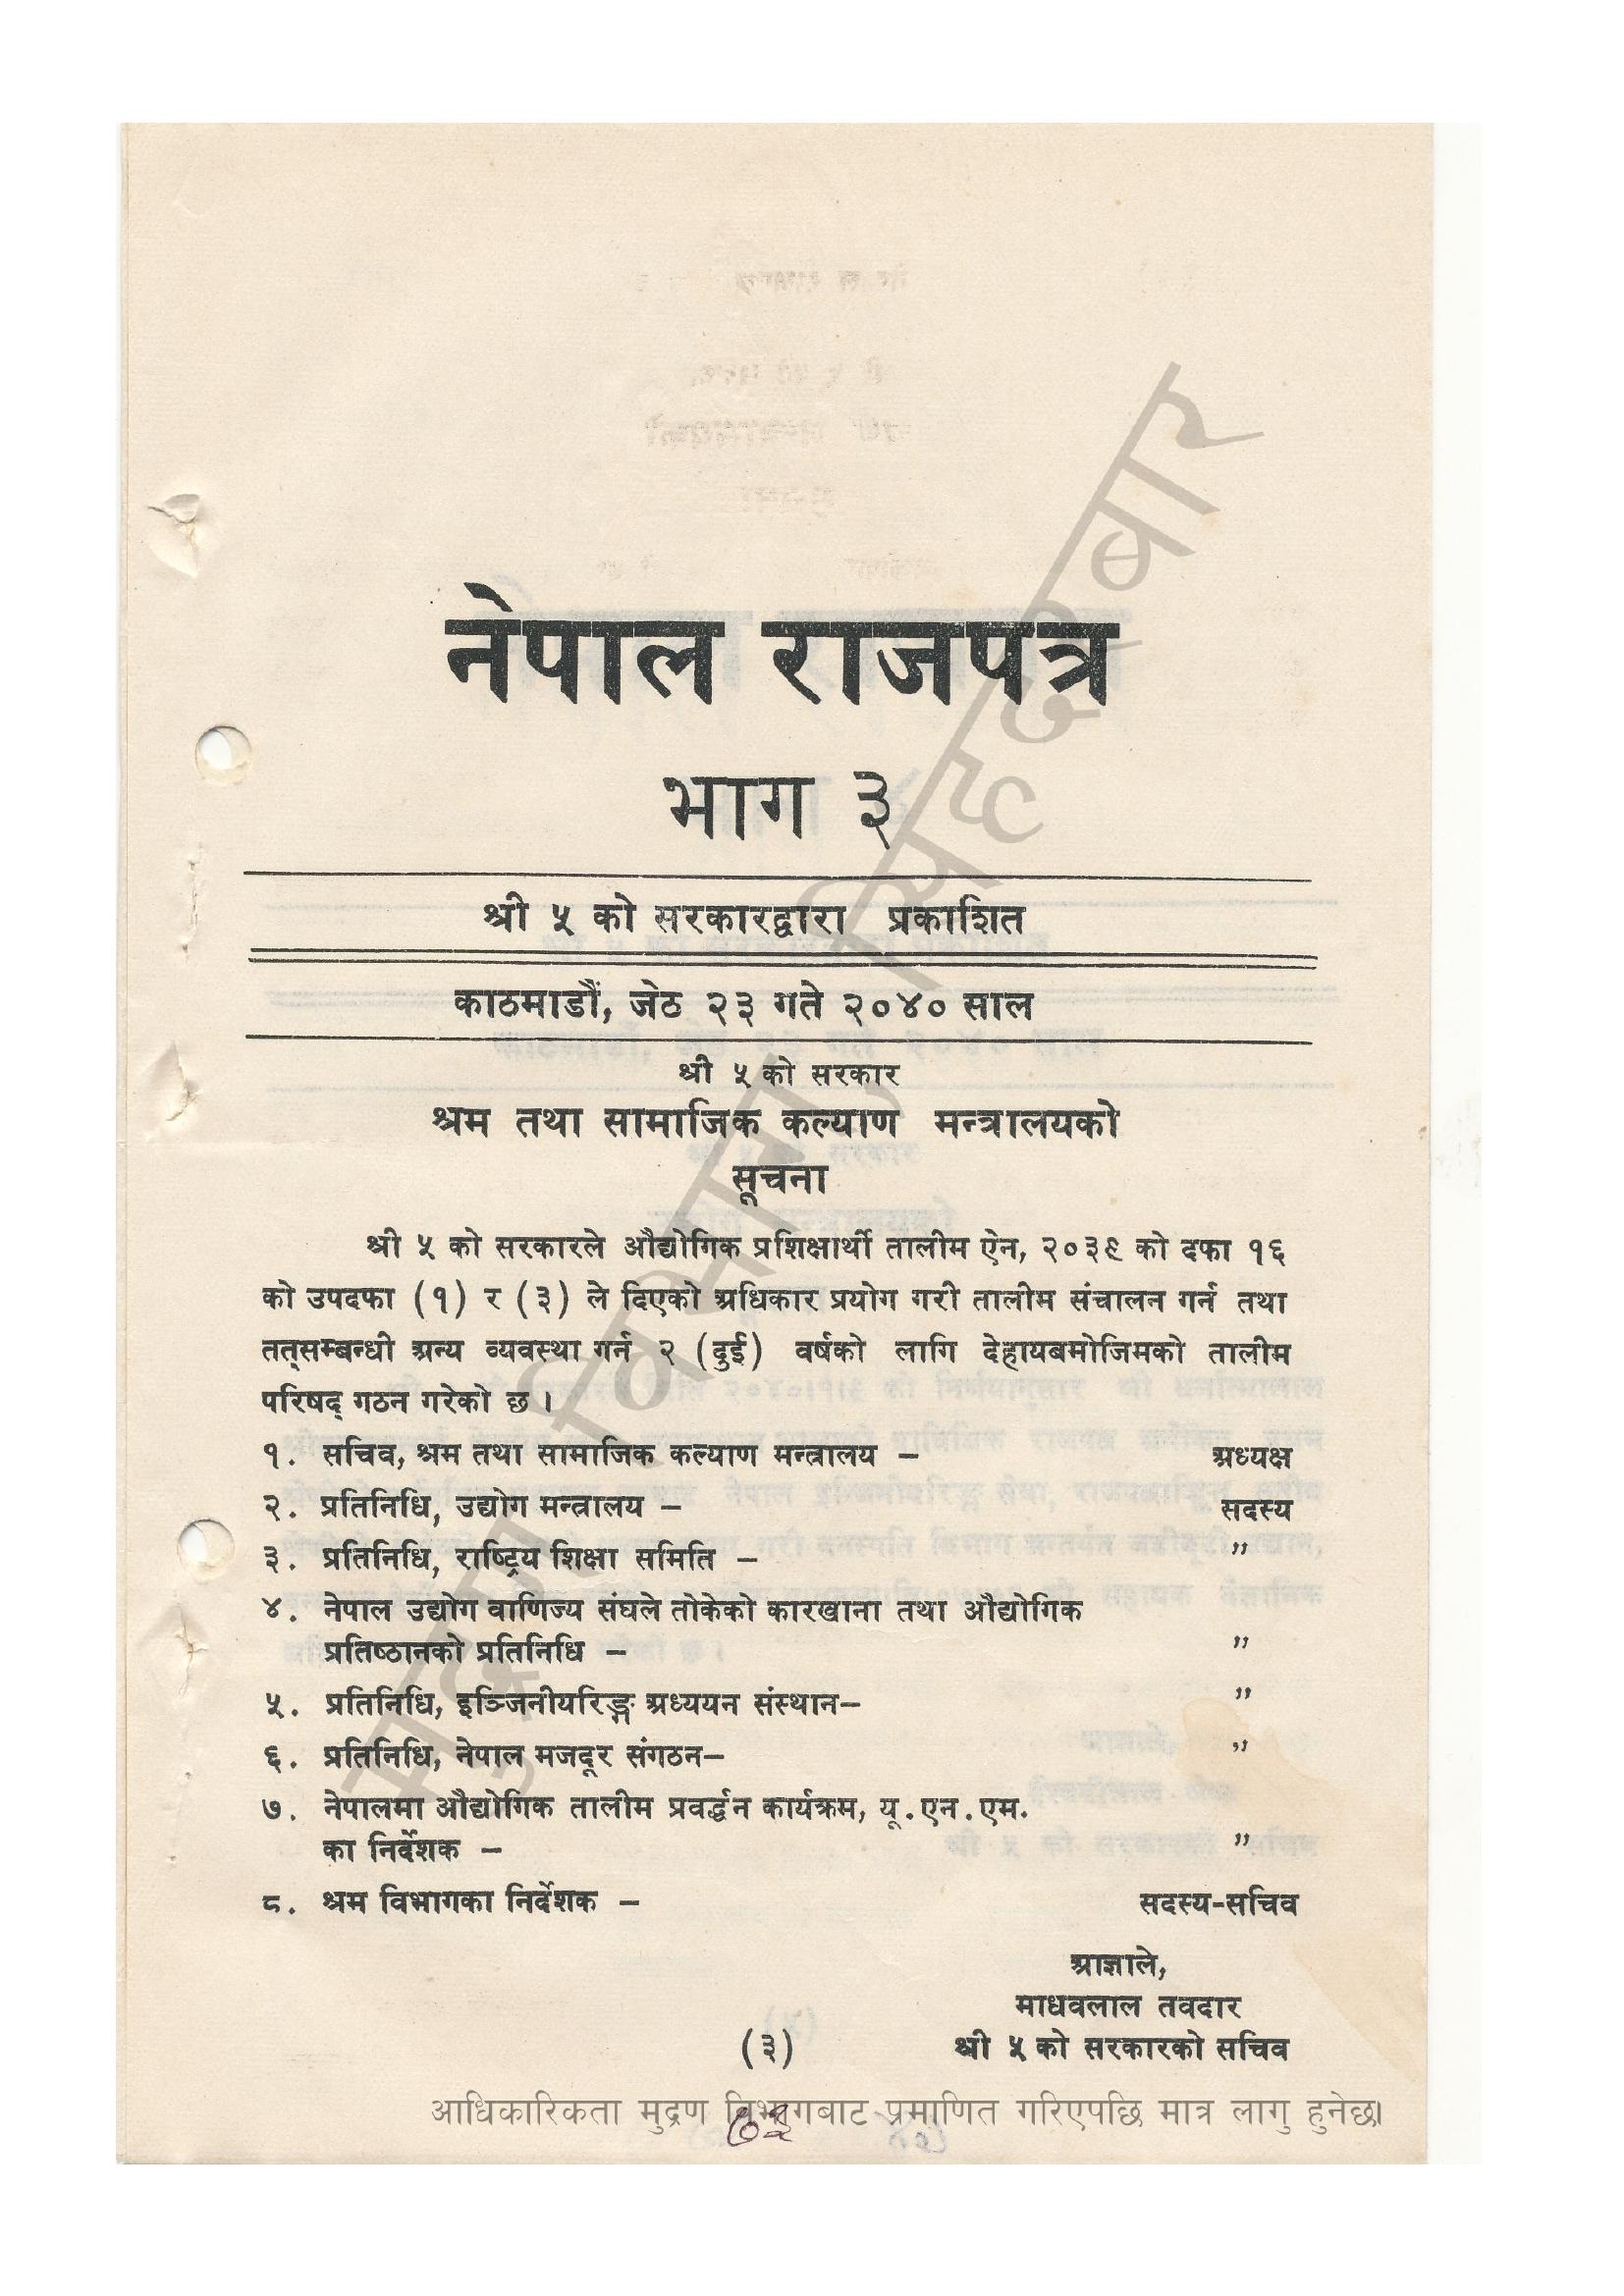 नेपाल राजपत्र
भाग ३
श्री ५ को सरकारद्वारा प्रकाशित
काठमाडौं, जेठ २३ गते २०४० साल
श्री ५ को सरकार
श्रम तथा सामाजिक कल्याण मन्त्रालयको
सूचना
श्री ५ को सरकारले औद्योगिक प्रशिक्षार्थी तालीम ऐन, २०३९ को दफा १६
को उपदफा (१) र (३) ले दिएको अधिकार प्रयोग गरी तालीम संचालन गर्न तथा
तत्सम्बन्धी अन्य व्यवस्था गर्न २ (दुई) वर्षको लागि देहायबमोजिमको तालीम
परिषद् गठन गरेको छ ।
१. सचिव, श्रम तथा सामाजिक कल्याण मन्त्रालय – अध्यक्ष
२. प्रतिनिधि, उद्योग मन्त्रालय – सदस्य
३. प्रतिनिधि, राष्ट्रिय शिक्षा समिति – ”
४. नेपाल उद्योग वाणिज्य संघले तोकेको कारखाना तथा औद्योगिक
प्रतिष्ठानको प्रतिनिधि – ”
५. प्रतिनिधि, इञ्जिनीयरिङ्ग अध्ययन संस्थान– ”
६. प्रतिनिधि, नेपाल मजदूर संगठन– ”
७. नेपालमा औद्योगिक तालीम प्रवर्द्धन कार्यक्रम, यू.एन.एम.
का निर्देशक – ”
८. श्रम विभागका निर्देशक – सदस्य-सचिव
आज्ञाले,
माधवलाल तवदार
श्री ५ को सरकारको सचिव
(३)
आधिकारिकता मुद्रण विभागबाट प्रमाणित गरिएपछि मात्र लागु हुनेछ।
७३
मुद्रण विभाग, सिंहदरबार